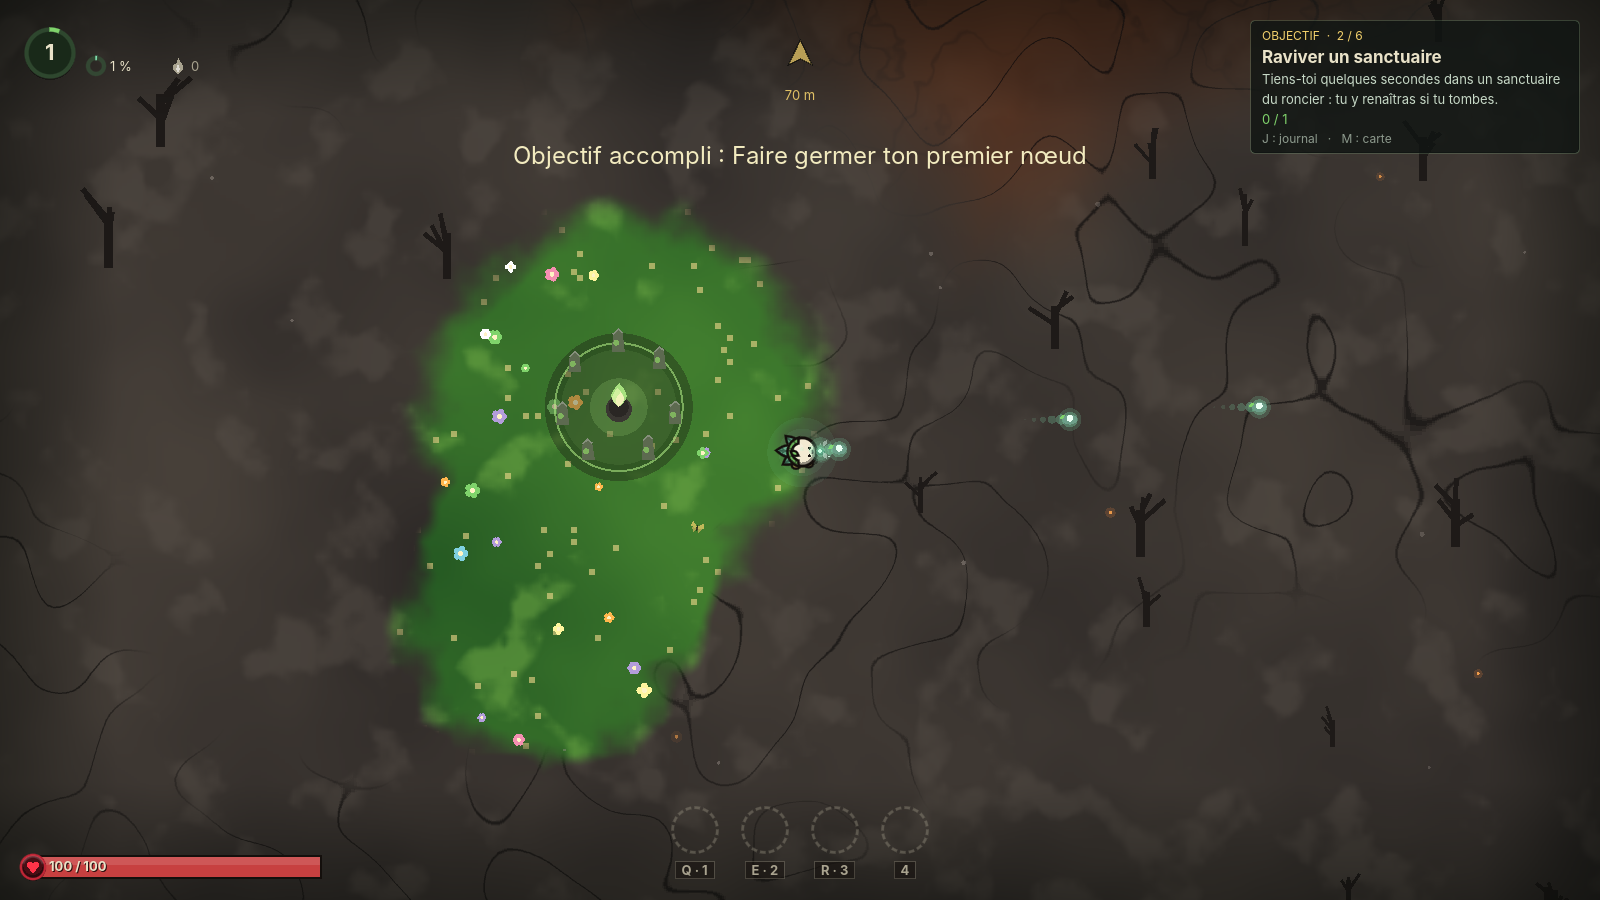 1
1 %
0
70 m
OBJECTIF · 2 / 6
Raviver un sanctuaire
Tiens-toi quelques secondes dans un sanctuaire
du roncier : tu y renaîtras si tu tombes.
0 / 1
J : journal · M : carte
Objectif accompli : Faire germer ton premier nœud
100 / 100
Q · 1
E · 2
R · 3
4